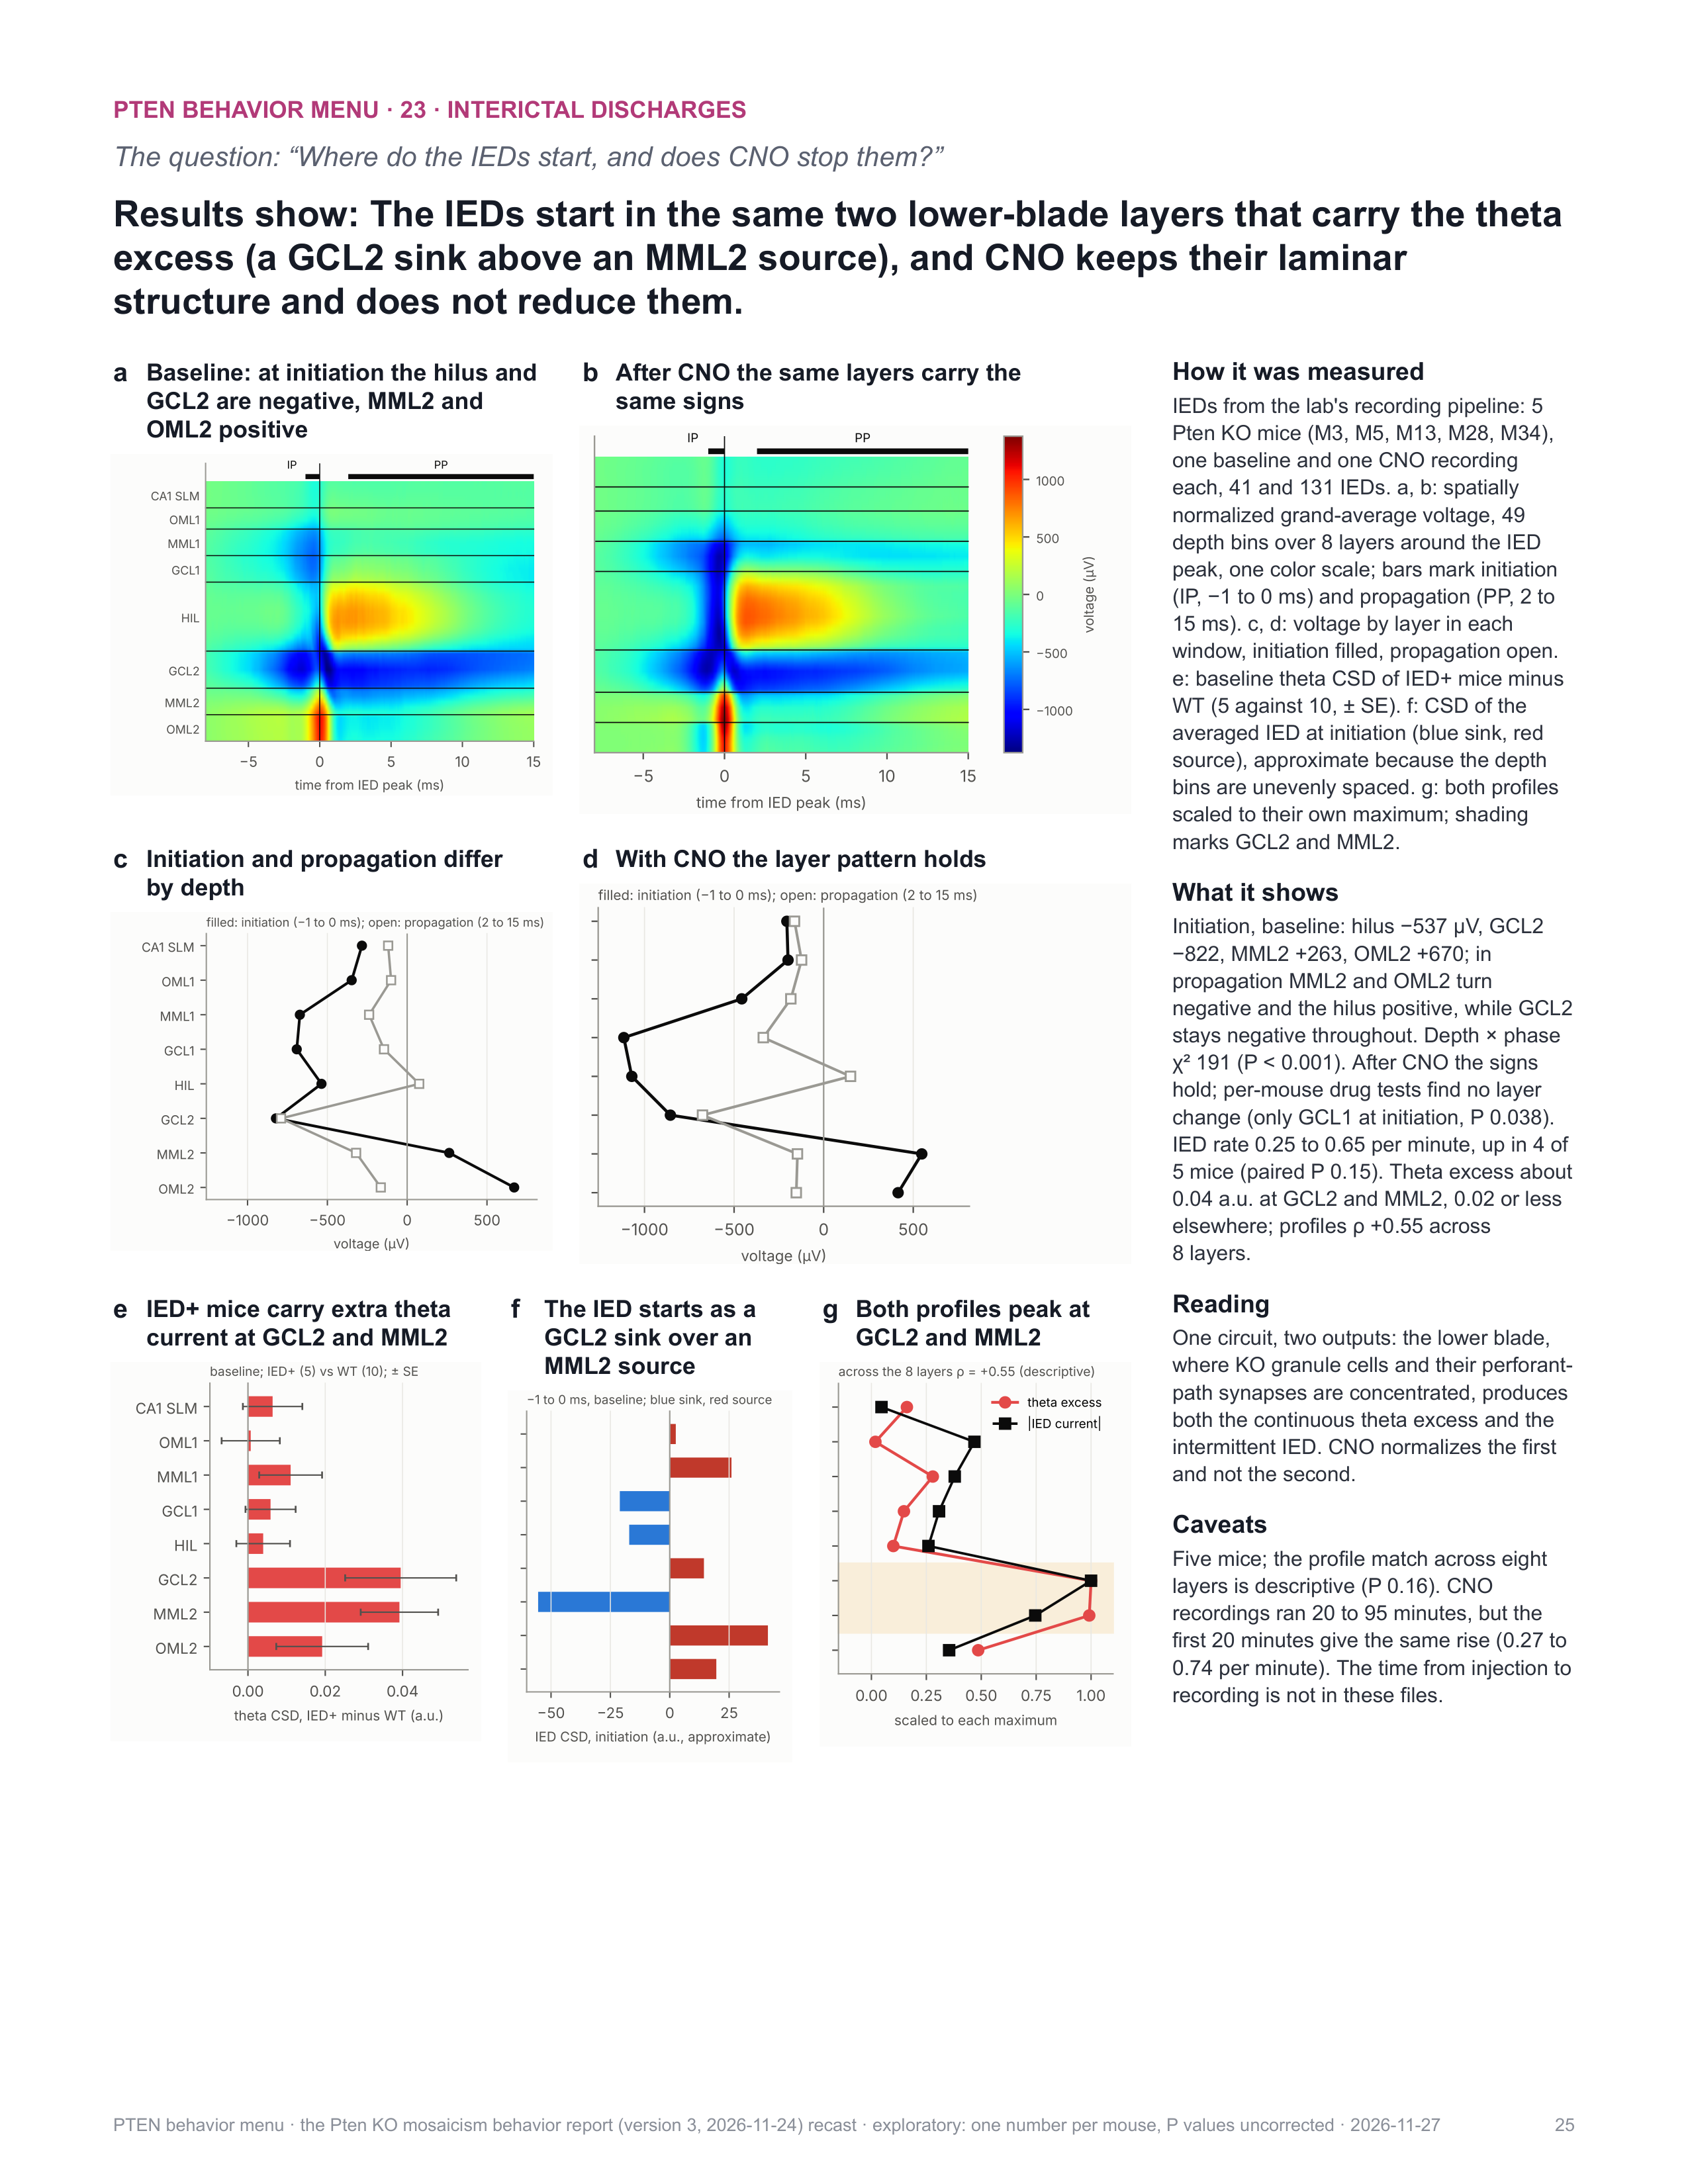 PTEN BEHAVIOR MENU · 23 · INTERICTAL DISCHARGES
The question: “Where do the IEDs start, and does CNO stop them?”
Results show: The IEDs start in the same two lower-blade layers that carry the theta
excess (a GCL2 sink above an MML2 source), and CNO keeps their laminar
structure and does not reduce them.
a Baseline: at initiation the hilus and
GCL2 are negative, MML2 and
OML2 positive
IP PP
CA1 SLM
OML1
MML1
GCL1
HIL
GCL2
MML2
OML2
−5 0 5 10 15
time from IED peak (ms)
b After CNO the same layers carry the
same signs
IP PP
1000
500
0
−500
−1000
voltage (µV)
−5 0 5 10 15
time from IED peak (ms)
c Initiation and propagation differ
by depth
filled: initiation (−1 to 0 ms); open: propagation (2 to 15 ms)
CA1 SLM
OML1
MML1
GCL1
HIL
GCL2
MML2
OML2
−1000 −500 0 500
voltage (µV)
d With CNO the layer pattern holds
filled: initiation (−1 to 0 ms); open: propagation (2 to 15 ms)
−1000 −500 0 500
voltage (µV)
e IED+ mice carry extra theta
current at GCL2 and MML2
baseline; IED+ (5) vs WT (10); ± SE
CA1 SLM
OML1
MML1
GCL1
HIL
GCL2
MML2
OML2
0.00 0.02 0.04
theta CSD, IED+ minus WT (a.u.)
f The IED starts as a
GCL2 sink over an
MML2 source
−1 to 0 ms, baseline; blue sink, red source
−50 −25 0 25
IED CSD, initiation (a.u., approximate)
g Both profiles peak at
GCL2 and MML2
across the 8 layers ρ = +0.55 (descriptive)
theta excess
|IED current|
0.00 0.25 0.50 0.75 1.00
scaled to each maximum
How it was measured
IEDs from the lab's recording pipeline: 5
Pten KO mice (M3, M5, M13, M28, M34),
one baseline and one CNO recording
each, 41 and 131 IEDs. a, b: spatially
normalized grand-average voltage, 49
depth bins over 8 layers around the IED
peak, one color scale; bars mark initiation
(IP, −1 to 0 ms) and propagation (PP, 2 to
15 ms). c, d: voltage by layer in each
window, initiation filled, propagation open.
e: baseline theta CSD of IED+ mice minus
WT (5 against 10, ± SE). f: CSD of the
averaged IED at initiation (blue sink, red
source), approximate because the depth
bins are unevenly spaced. g: both profiles
scaled to their own maximum; shading
marks GCL2 and MML2.
What it shows
Initiation, baseline: hilus −537 µV, GCL2
−822, MML2 +263, OML2 +670; in
propagation MML2 and OML2 turn
negative and the hilus positive, while GCL2
stays negative throughout. Depth × phase
χ² 191 (P < 0.001). After CNO the signs
hold; per-mouse drug tests find no layer
change (only GCL1 at initiation, P 0.038).
IED rate 0.25 to 0.65 per minute, up in 4 of
5 mice (paired P 0.15). Theta excess about
0.04 a.u. at GCL2 and MML2, 0.02 or less
elsewhere; profiles ρ +0.55 across
8 layers.
Reading
One circuit, two outputs: the lower blade,
where KO granule cells and their perforant-
path synapses are concentrated, produces
both the continuous theta excess and the
intermittent IED. CNO normalizes the first
and not the second.
Caveats
Five mice; the profile match across eight
layers is descriptive (P 0.16). CNO
recordings ran 20 to 95 minutes, but the
first 20 minutes give the same rise (0.27 to
0.74 per minute). The time from injection to
recording is not in these files.
PTEN behavior menu · the Pten KO mosaicism behavior report (version 3, 2026-11-24) recast · exploratory: one number per mouse, P values uncorrected · 2026-11-27
25